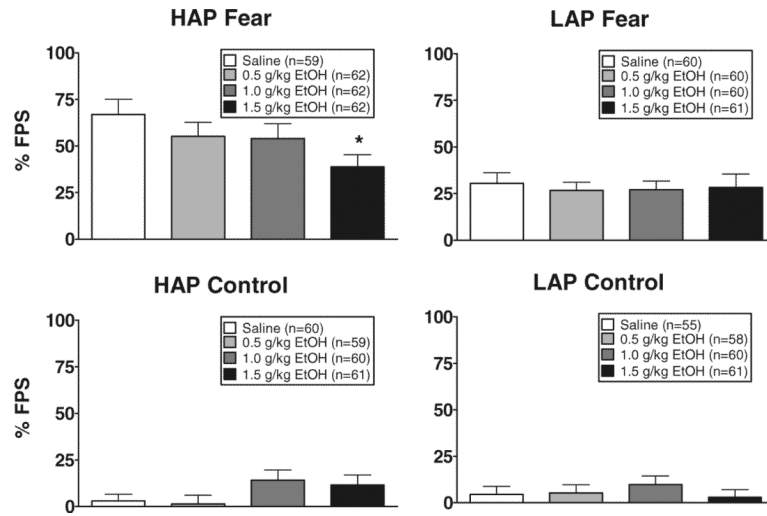 HAP Fear
100
75
50
25
0
% FPS
Saline (n=59)
0.5 g/kg EtOH (n=62)
1.0 g/kg EtOH (n=62)
1.5 g/kg EtOH (n=62)
*
LAP Fear
100
75
50
25
0
Saline (n=60)
0.5 g/kg EtOH (n=60)
1.0 g/kg EtOH (n=60)
1.5 g/kg EtOH (n=61)
HAP Control
100
75
50
25
0
% FPS
Saline (n=60)
0.5 g/kg EtOH (n=59)
1.0 g/kg EtOH (n=60)
1.5 g/kg EtOH (n=61)
LAP Control
100
75
50
25
0
Saline (n=55)
0.5 g/kg EtOH (n=58)
1.0 g/kg EtOH (n=60)
1.5 g/kg EtOH (n=61)